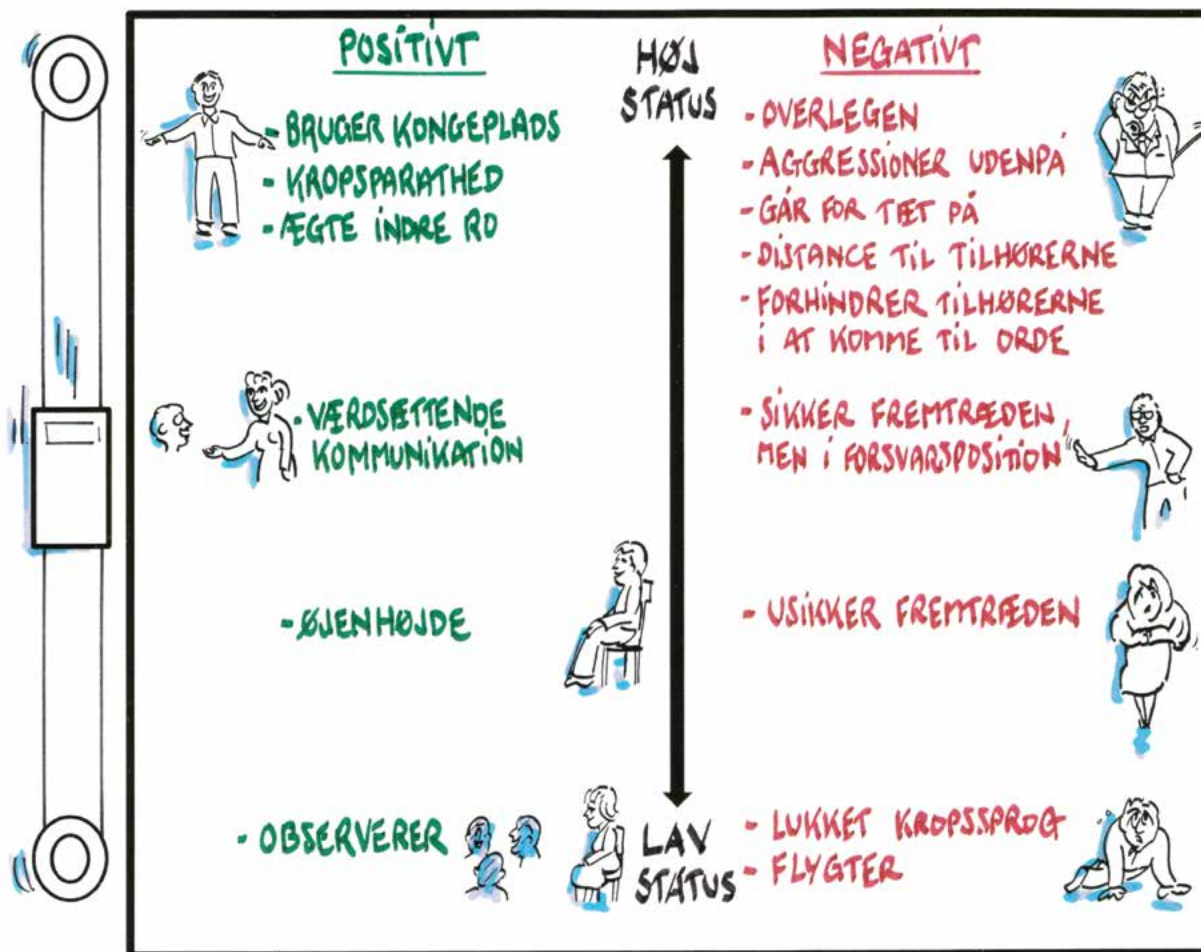 POSITIVT
- BRUGER KONGEPLADS
- KROPSPARATHED
- ÆGTE INDRE RO
- VÆRDSÆTTENDE
KOMMUNIKATION
- ØJENHØJDE
- OBSERVERER
HØJ
STATUS
LAV
STATUS
NEGATIVT
- OVERLEGEN
- AGGRESSIONER UDENPÅ
- GÅR FOR TÆT PÅ
- DISTANCE TIL TILHØRERNE
- FORHINDRER TILHØRERNE
I AT KOMME TIL ORDE
- SIKKER FREMTRÆDEN,
MEN I FORSVARSPOSITION
- USIKKER FREMTRÆDEN
- LUKKET KROPSSPROG
- FLYGTER